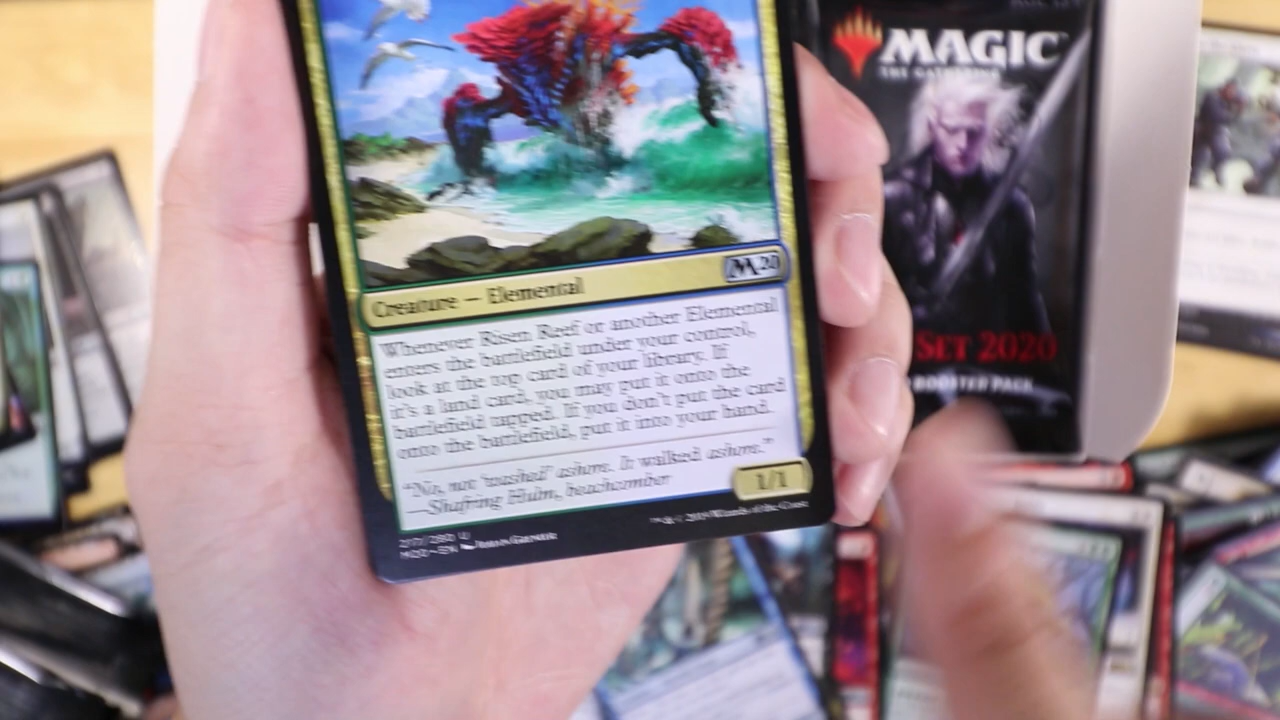 MAGIC
THE GATHERING
M20
Creature — Elemental
Whenever Risen Reef or another Elemental
enters the battlefield under your control,
look at the top card of your library. If
it's a land card, you may put it onto the
battlefield tapped. If you don't put the card
onto the battlefield, put it into your hand.
"No, not 'washed' ashore. It walked ashore."
—Shafring Hulm, beachcomber
1/1
SET 2020
BOOSTER PACK